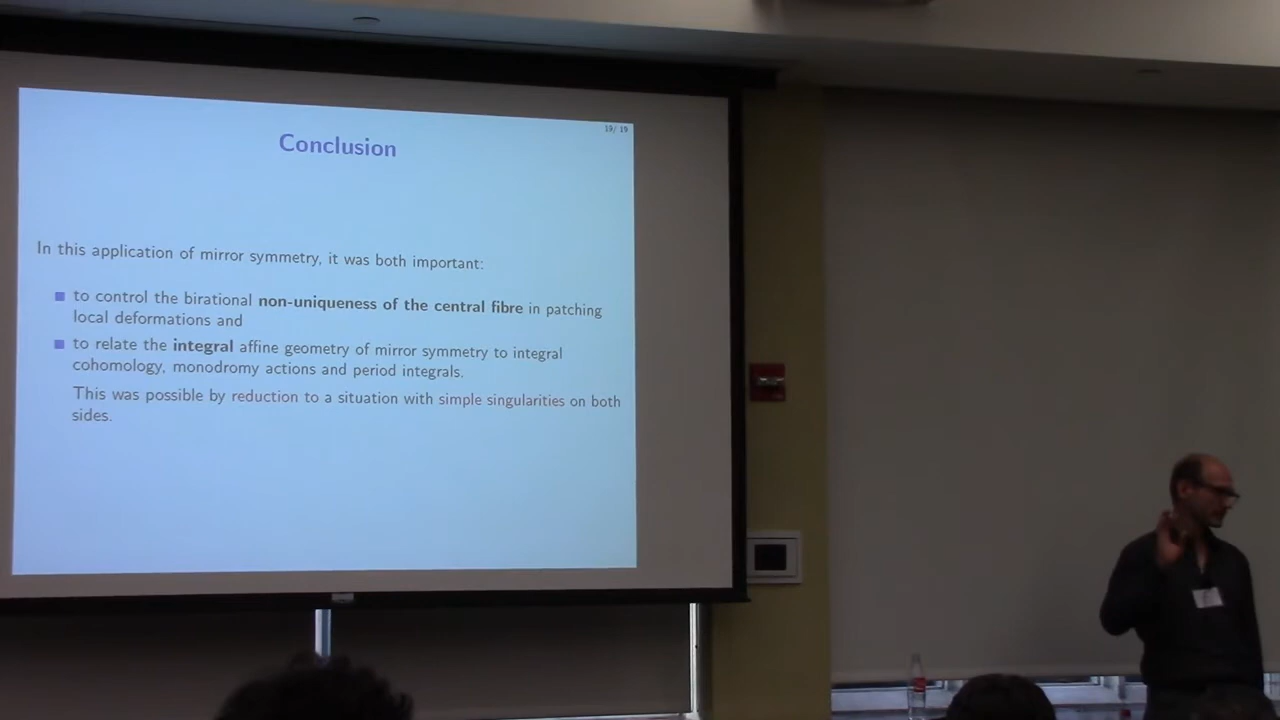 19/ 19
Conclusion
In this application of mirror symmetry, it was both important:
to control the birational non-uniqueness of the central fibre in patching
local deformations and
to relate the integral affine geometry of mirror symmetry to integral
cohomology, monodromy actions and period integrals.
This was possible by reduction to a situation with simple singularities on both
sides.